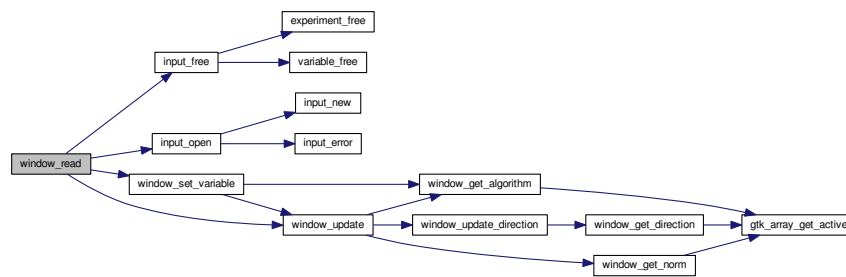 experiment_free
input_free
variable_free
input_new
input_open
input_error
window_read
window_set_variable
window_get_algorithm
window_update
window_update_direction
window_get_direction
gtk_array_get_active
window_get_norm